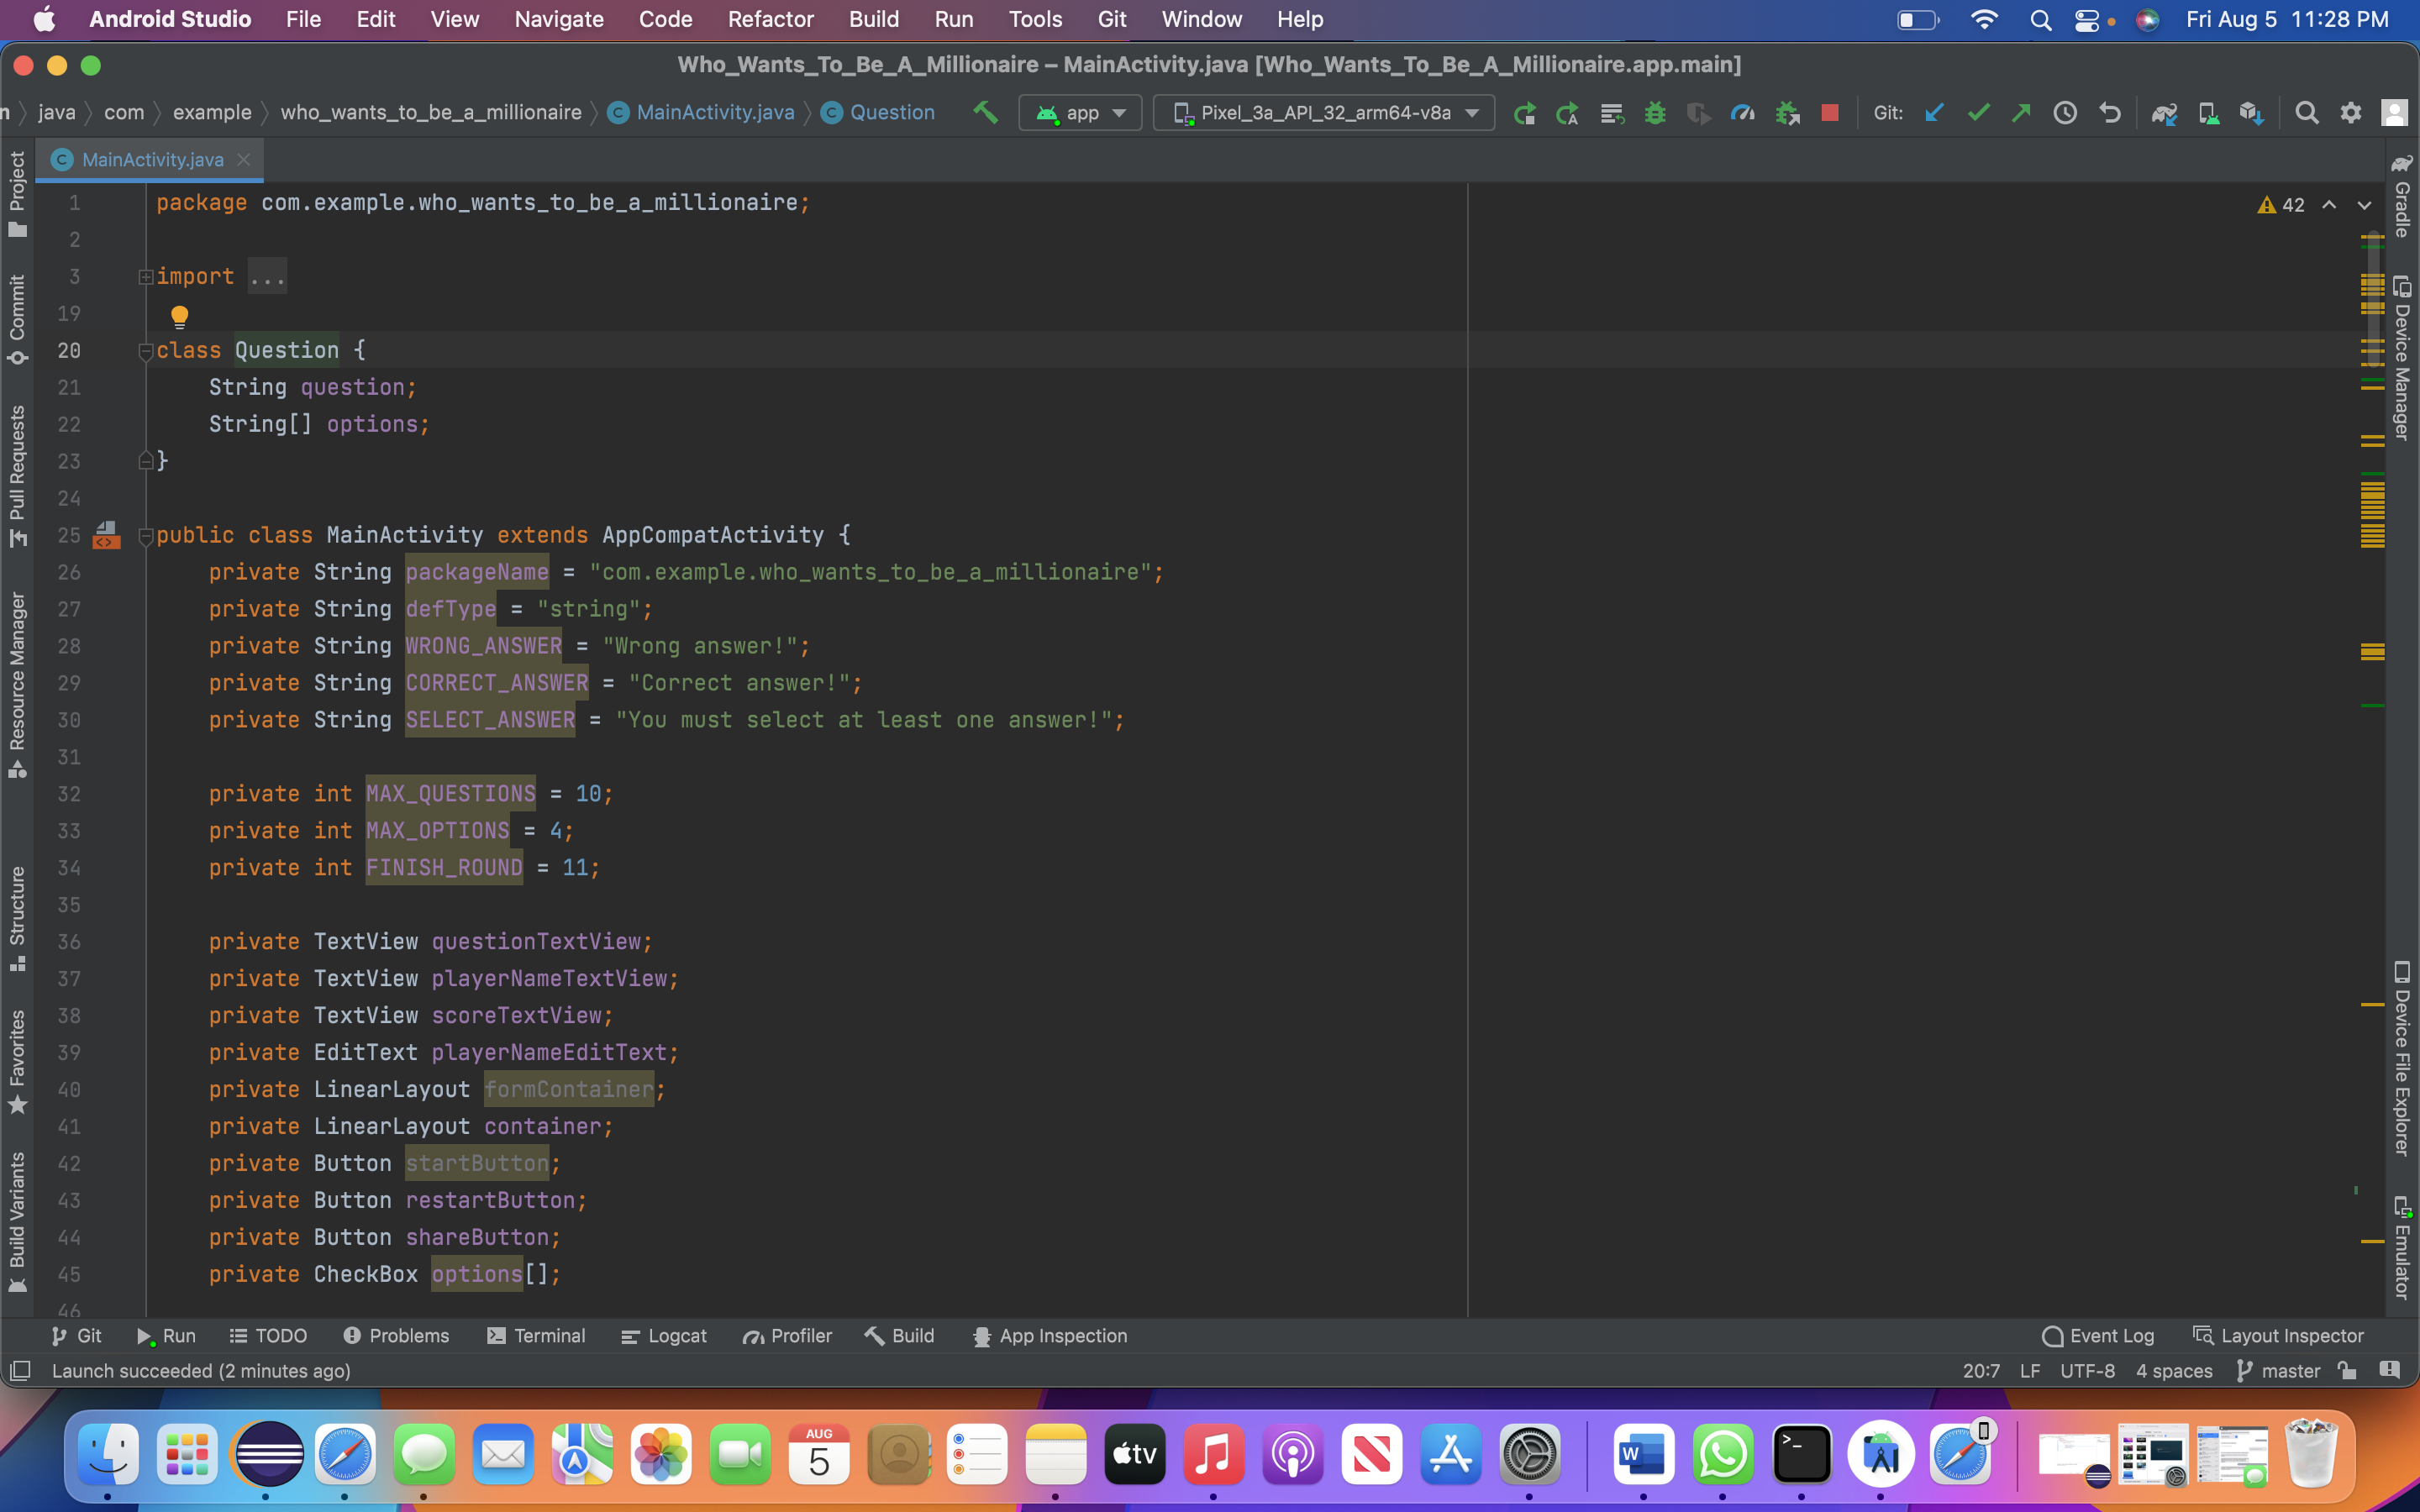 Android Studio File Edit View Navigate Code Refactor Build Run Tools Git Window Help Fri Aug 5 11:28 PM
Who_Wants_To_Be_A_Millionaire – MainActivity.java [Who_Wants_To_Be_A_Millionaire.app.main]
n java com example who_wants_to_be_a_millionaire C MainActivity.java C Question app Pixel_3a_API_32_arm64-v8a Git:
C MainActivity.java
1 package com.example.who_wants_to_be_a_millionaire;
42
2
3 import ...
19
20 class Question {
21 String question;
22 String[] options;
23 }
24
25 public class MainActivity extends AppCompatActivity {
26 private String packageName = "com.example.who_wants_to_be_a_millionaire";
27 private String defType = "string";
28 private String WRONG_ANSWER = "Wrong answer!";
29 private String CORRECT_ANSWER = "Correct answer!";
30 private String SELECT_ANSWER = "You must select at least one answer!";
31
32 private int MAX_QUESTIONS = 10;
33 private int MAX_OPTIONS = 4;
34 private int FINISH_ROUND = 11;
35
36 private TextView questionTextView;
37 private TextView playerNameTextView;
38 private TextView scoreTextView;
39 private EditText playerNameEditText;
40 private LinearLayout formContainer;
41 private LinearLayout container;
42 private Button startButton;
43 private Button restartButton;
44 private Button shareButton;
45 private CheckBox options[];
46
Project
Commit
Pull Requests
Resource Manager
Structure
Favorites
Build Variants
Gradle
Device Manager
Device File Explorer
Emulator
Git Run TODO Problems Terminal Logcat Profiler Build App Inspection Event Log Layout Inspector
Launch succeeded (2 minutes ago) 20:7 LF UTF-8 4 spaces master
AUG
5
tv
W
>_